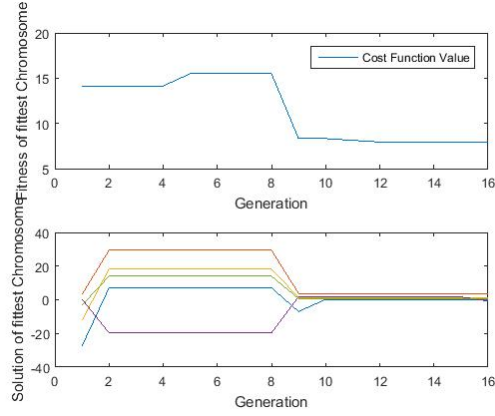 Fitness of fittest Chromosome
20
15
10
5
Cost Function Value
0 2 4 6 8 10 12 14 16
Generation
Solution of fittest Chromosome
40
20
0
-20
-40
0 2 4 6 8 10 12 14 16
Generation